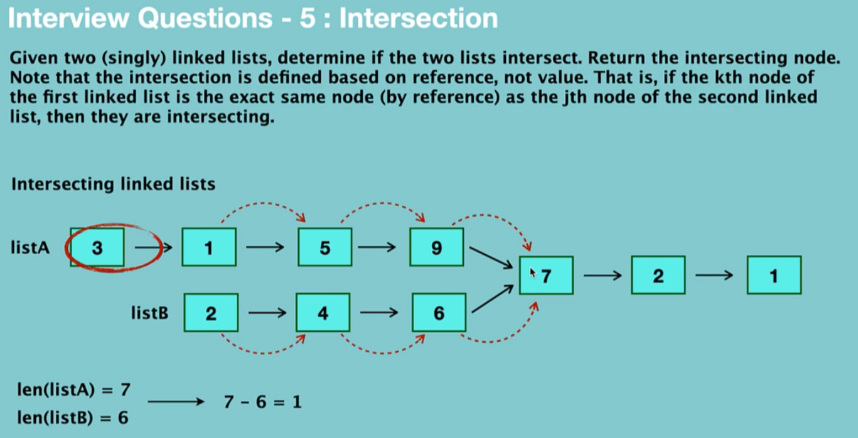 Interview Questions - 5 : Intersection
Given two (singly) linked lists, determine if the two lists intersect. Return the intersecting node.
Note that the intersection is defined based on reference, not value. That is, if the kth node of
the first linked list is the exact same node (by reference) as the jth node of the second linked
list, then they are intersecting.
Intersecting linked lists
listA 3 1 5 9
7 2 1
listB 2 4 6
len(listA) = 7
7 - 6 = 1
len(listB) = 6